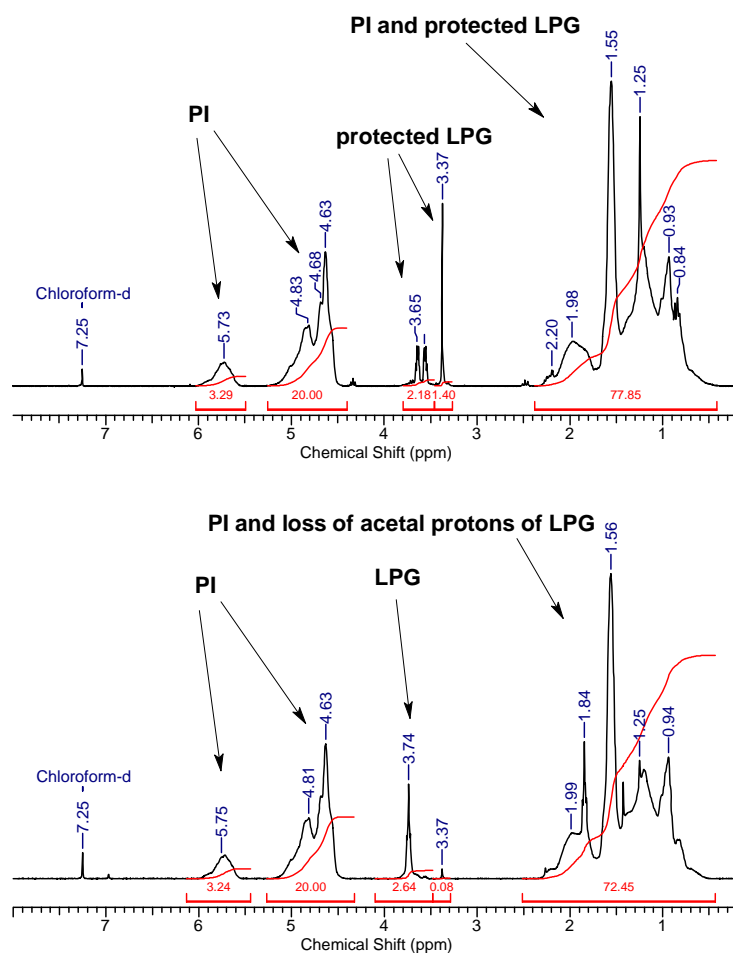 PI and protected LPG
1.55
1.25
PI
protected LPG
3.37
4.63
4.68
4.83
0.93
0.84
3.65
Chloroform-d
7.25
5.73
1.98
2.20
3.29
20.00
2.18
1.40
77.85
7 6 5 4 3 2 1
Chemical Shift (ppm)
PI and loss of acetal protons of LPG
1.56
PI
LPG
4.63
1.84
3.74
1.25
0.94
4.81
Chloroform-d
7.25
5.75
3.37
1.99
3.24
20.00
2.64
0.08
72.45
7 6 5 4 3 2 1
Chemical Shift (ppm)